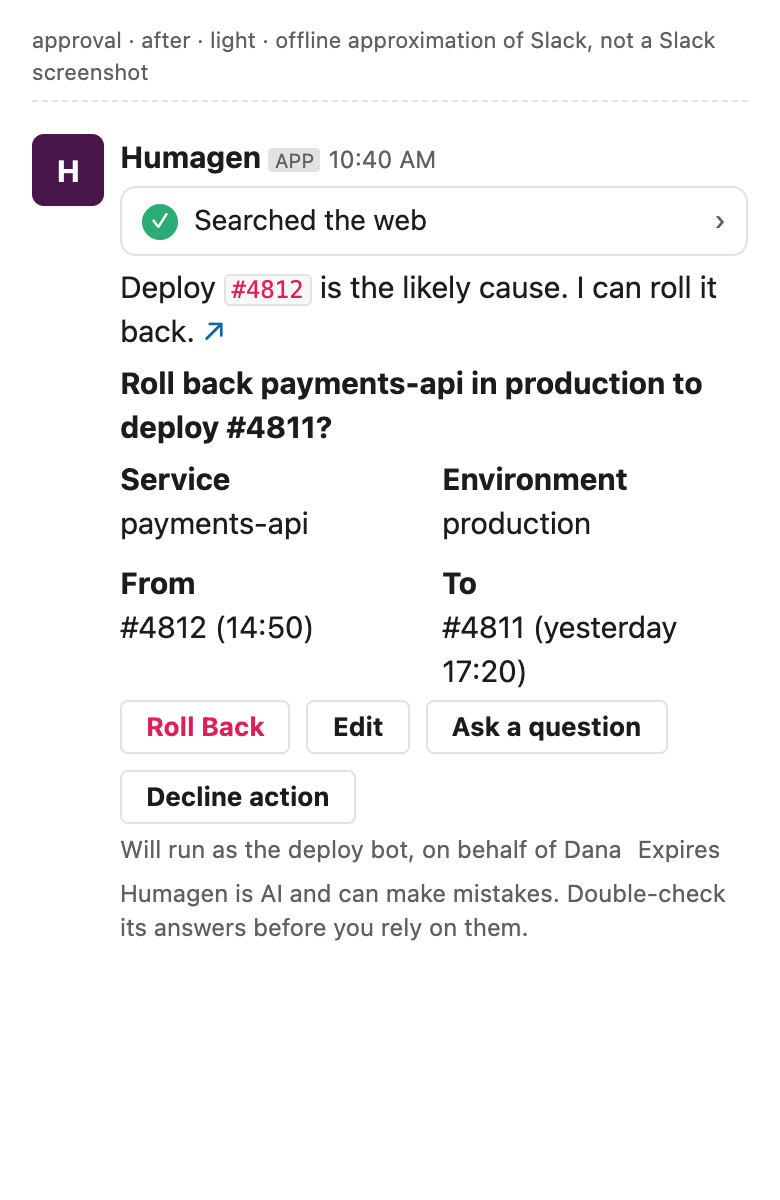 approval · after · light · offline approximation of Slack, not a Slack
screenshot
H
Humagen APP 10:40 AM
Searched the web
Deploy #4812 is the likely cause. I can roll it
back. ↗
Roll back payments-api in production to
deploy #4811?
Service Environment
payments-api production
From To
#4812 (14:50) #4811 (yesterday
17:20)
Roll Back Edit Ask a question
Decline action
Will run as the deploy bot, on behalf of Dana Expires
Humagen is AI and can make mistakes. Double-check
its answers before you rely on them.